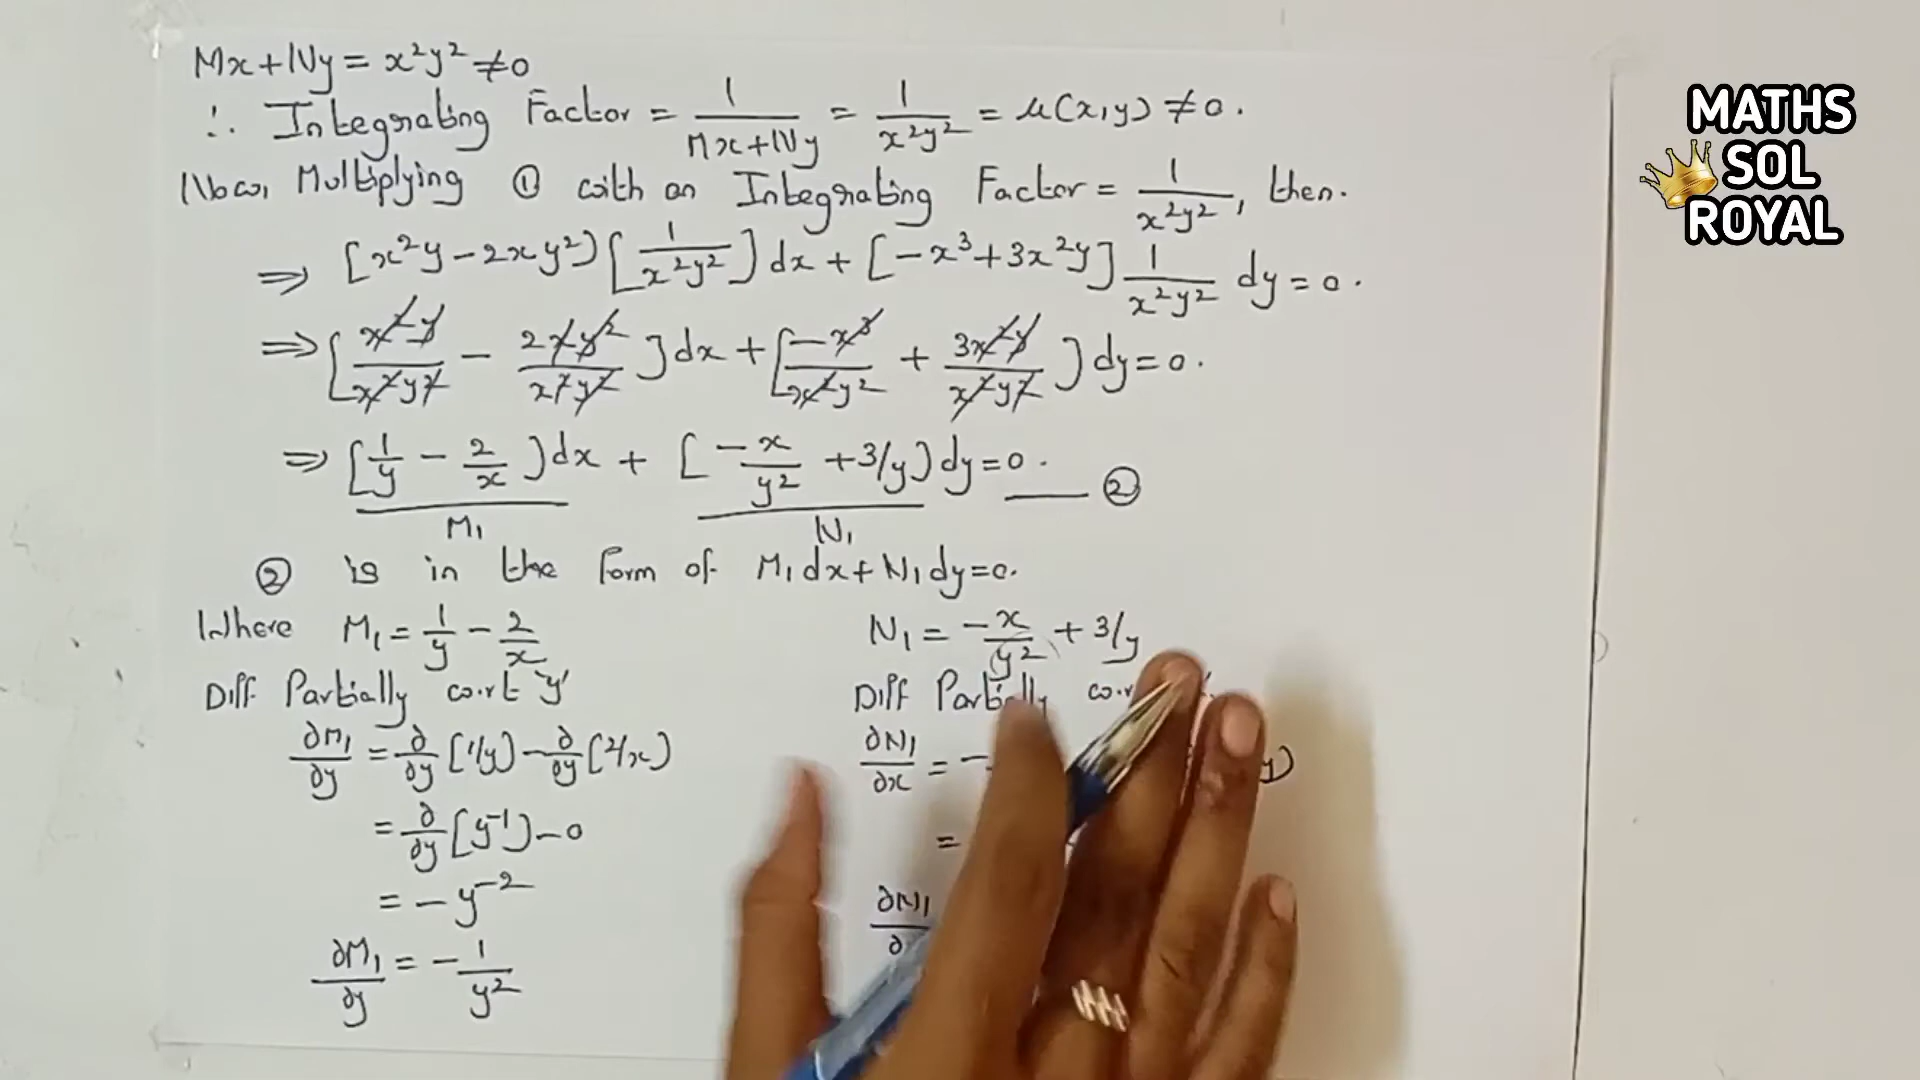 Mx+Ny = x²y² ≠0
∴ Integrating Factor = 1/(Mx+Ny) = 1/(x²y²) = μ(x,y) ≠ 0.
Now, Multiplying ① with an Integrating Factor = 1/(x²y²), then.
⇒ [x²y - 2xy²) [1/(x²y²)] dx + [-x³+3x²y] 1/(x²y²) dy = 0.
⇒ [x²y/(x²y²) - 2xy²/(x²y²)] dx + [-x³/(x²y²) + 3x²y/(x²y²)) dy = 0.
⇒ [1/y - 2/x) dx + [-x/y² + 3/y) dy = 0. —— ②
M₁ N₁
② is in the form of M₁dx+N₁dy=0.
Where M₁ = 1/y - 2/x
N₁ = -x/y² + 3/y
Diff Partially w.r.t 'y'
Diff Partially
∂M₁/∂y = ∂/∂y [1/y) - ∂/∂y [2/x)
∂N₁/∂x = -
= ∂/∂y [y⁻¹) - 0
=
= -y⁻²
∂N₁
∂M₁/∂y = -1/y²
MATHS
SOL
ROYAL